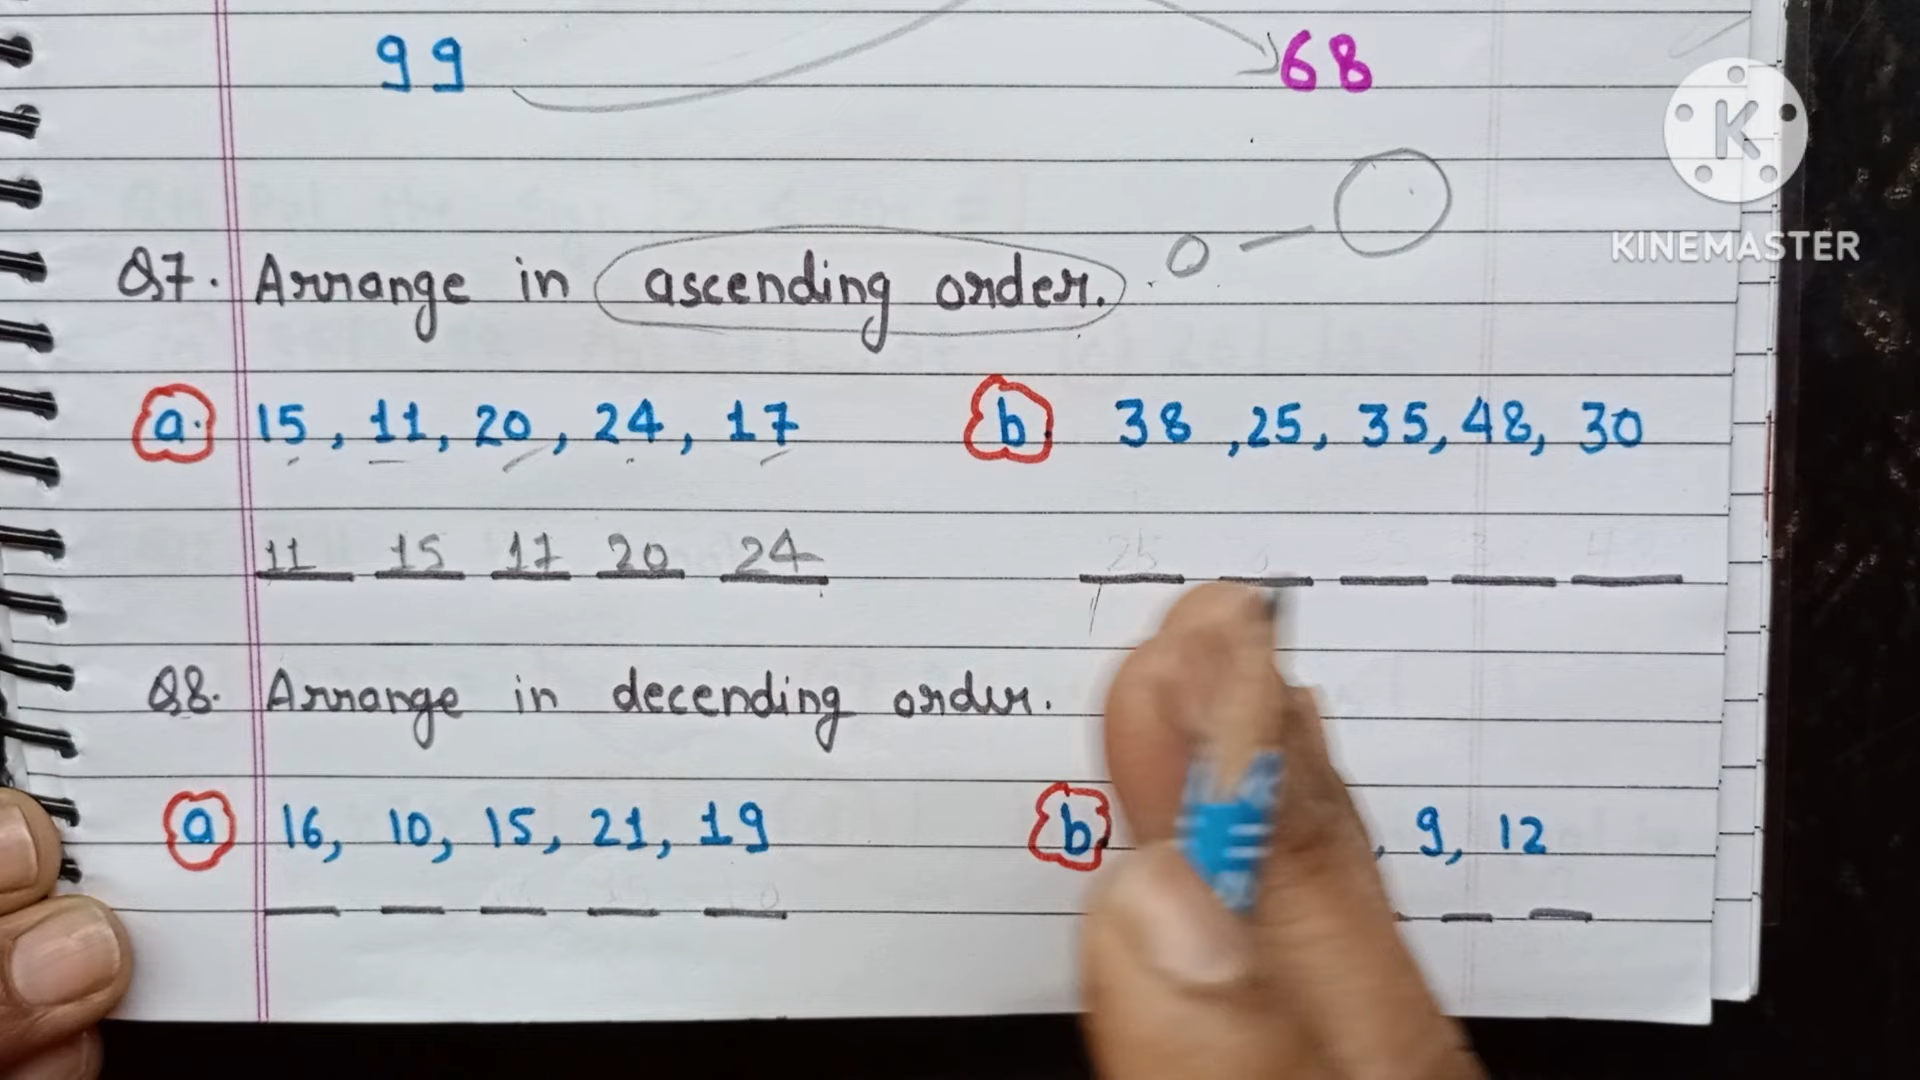 99 68
K
KINEMASTER
Q7. Arrange in ascending order. O - O
a. 15, 11, 20, 24, 17 b 38, 25, 35, 48, 30
11 15 17 20 24 25
Q8. Arrange in decending order.
a 16, 10, 15, 21, 19 b , 9, 12